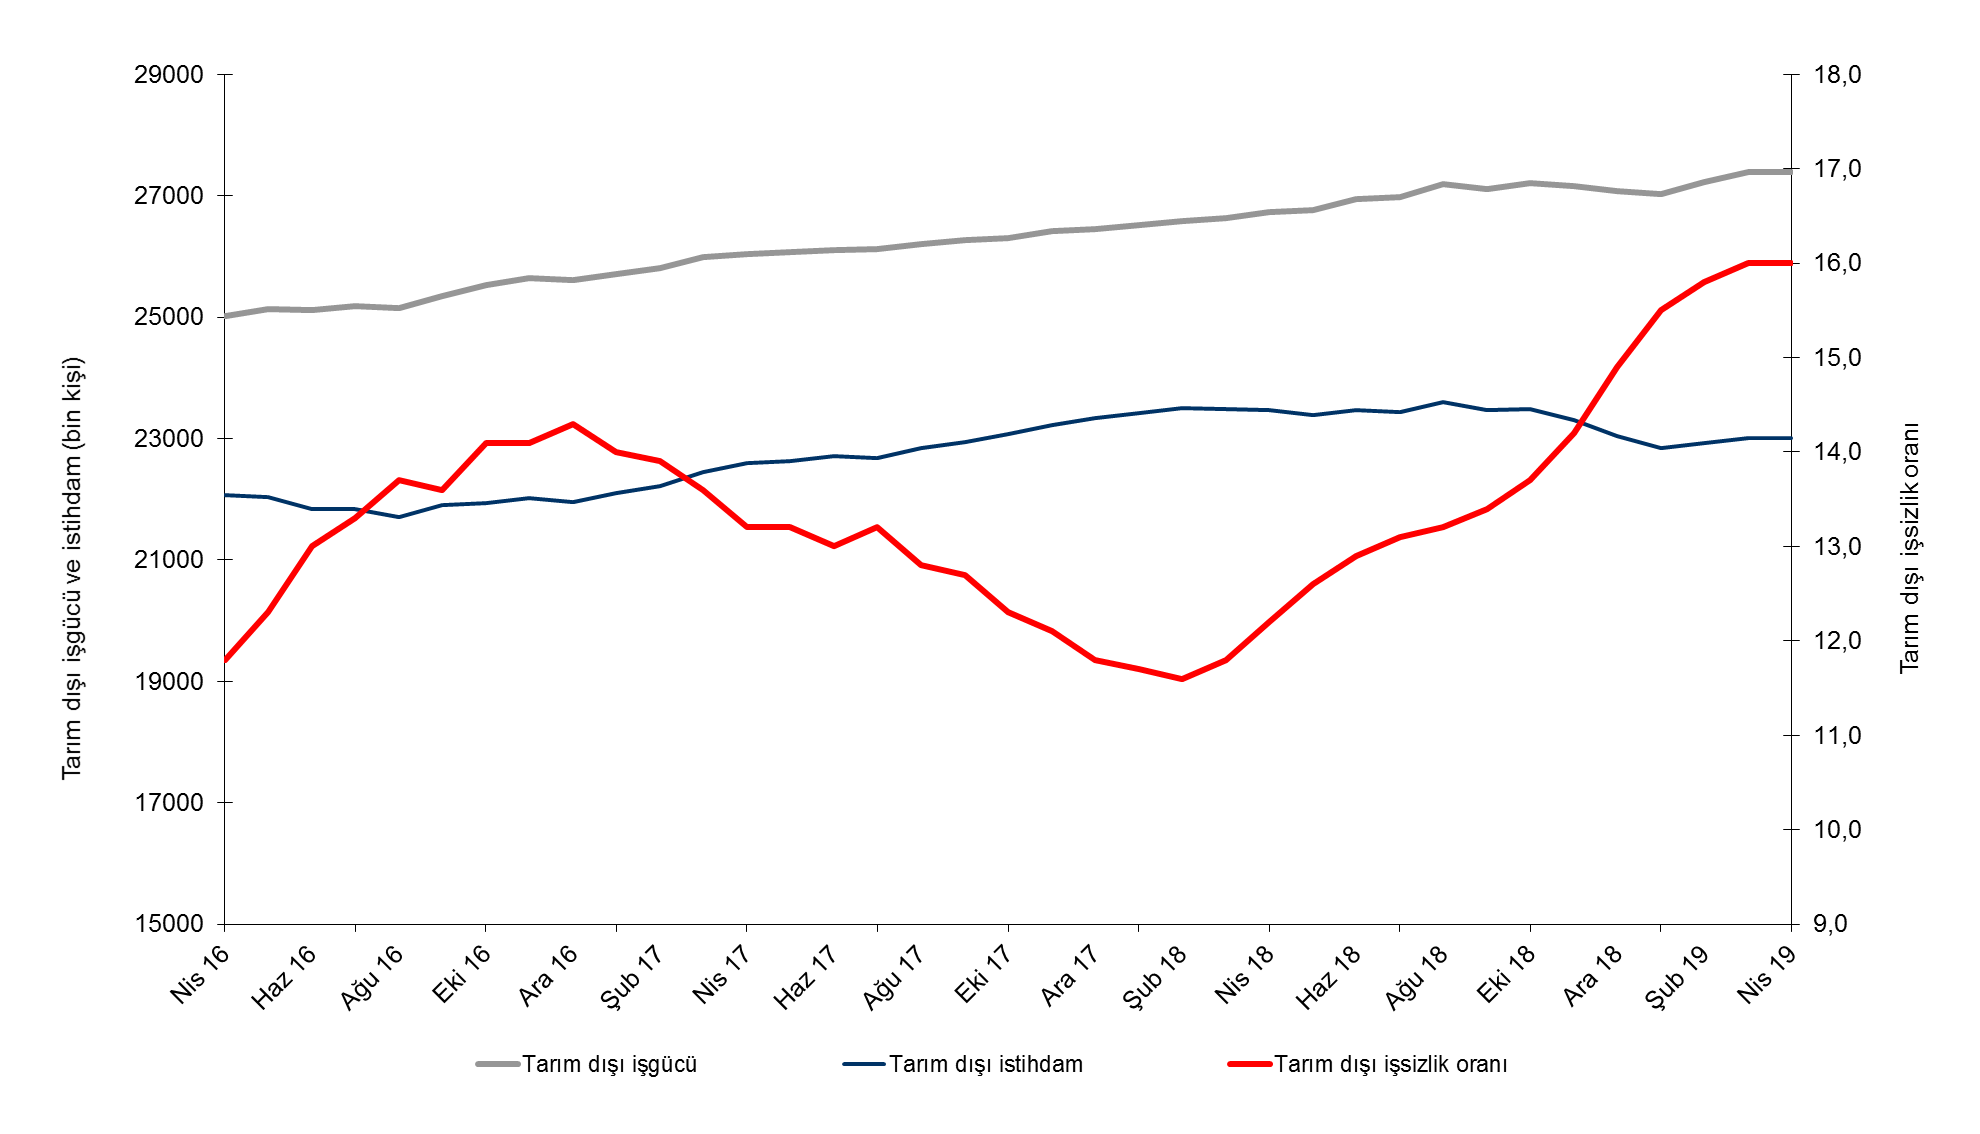 29000
27000
25000
23000
21000
19000
17000
15000
Tarım dışı işgücü ve istihdam (bin kişi)
18,0
17,0
16,0
15,0
14,0
13,0
12,0
11,0
10,0
9,0
Tarım dışı işsizlik oranı
Nis 16
Haz 16
Ağu 16
Eki 16
Ara 16
Şub 17
Nis 17
Haz 17
Ağu 17
Eki 17
Ara 17
Şub 18
Nis 18
Haz 18
Ağu 18
Eki 18
Ara 18
Şub 19
Nis 19
Tarım dışı işgücü
Tarım dışı istihdam
Tarım dışı işsizlik oranı